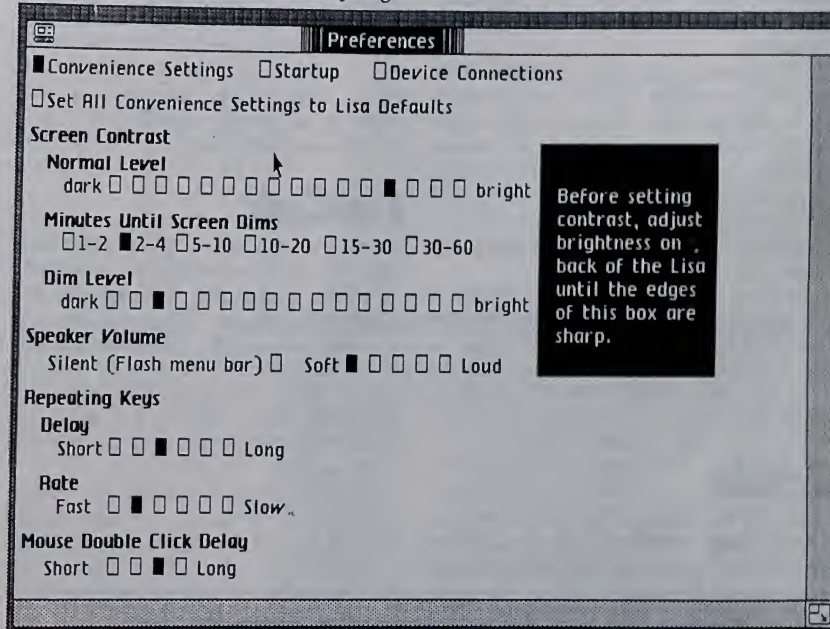 Preferences
Convenience Settings Startup Device Connections
Set All Convenience Settings to Lisa Defaults
Screen Contrast
Normal Level
dark bright
Minutes Until Screen Dims
1-2 2-4 5-10 10-20 15-30 30-60
Dim Level
dark bright
Before setting
contrast, adjust
brightness on
back of the Lisa
until the edges
of this box are
sharp.
Speaker Volume
Silent (Flash menu bar) Soft Loud
Repeating Keys
Delay
Short Long
Rate
Fast Slow
Mouse Double Click Delay
Short Long